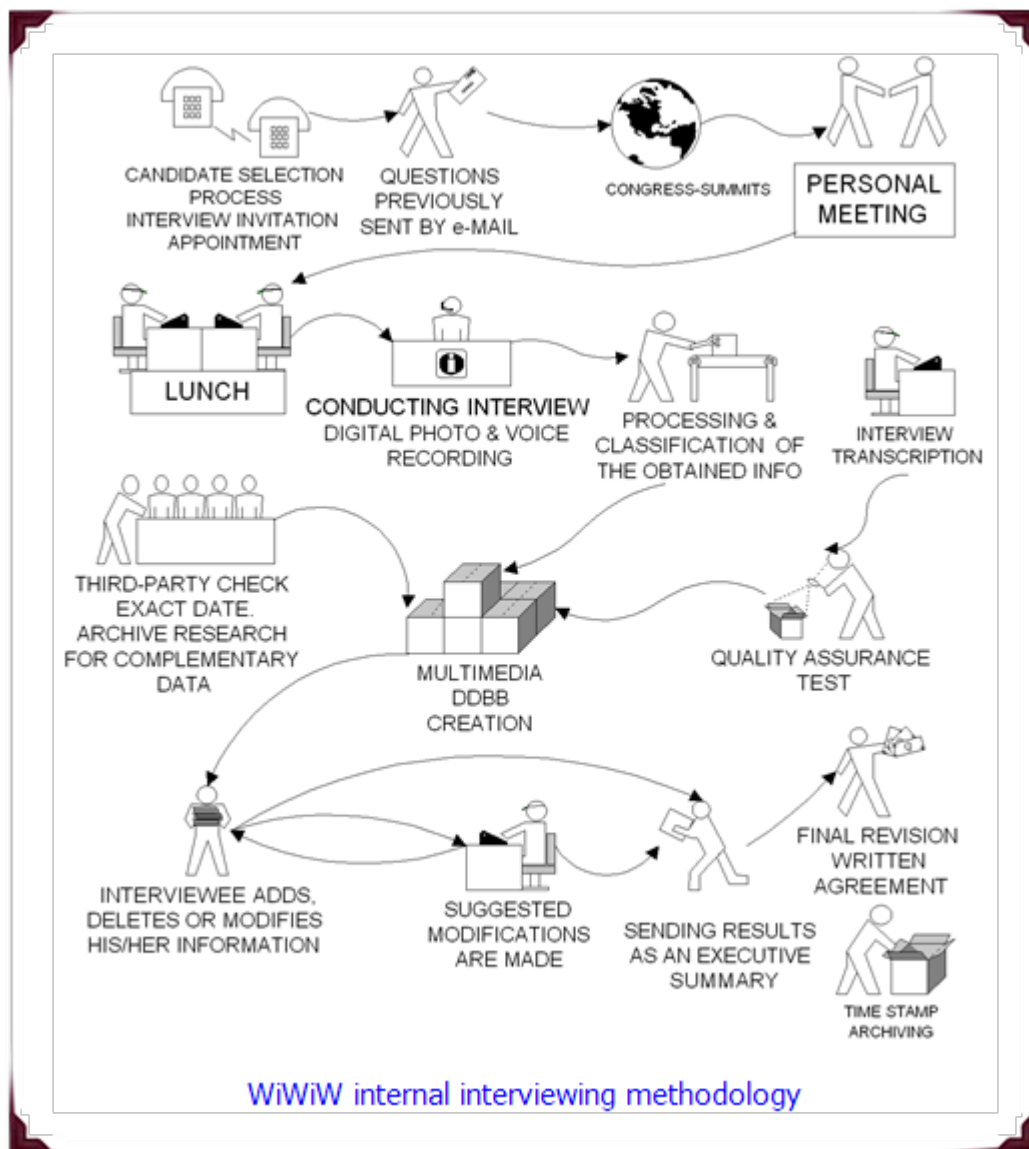 CANDIDATE SELECTION
PROCESS
INTERVIEW INVITATION
APPOINTMENT
QUESTIONS
PREVIOUSLY
SENT BY e-MAIL
CONGRESS-SUMMITS
PERSONAL
MEETING
LUNCH
CONDUCTING INTERVIEW
DIGITAL PHOTO & VOICE
RECORDING
PROCESSING &
CLASSIFICATION OF
THE OBTAINED INFO
INTERVIEW
TRANSCRIPTION
THIRD-PARTY CHECK
EXACT DATE.
ARCHIVE RESEARCH
FOR COMPLEMENTARY
DATA
MULTIMEDIA
DDBB
CREATION
QUALITY ASSURANCE
TEST
INTERVIEWEE ADDS,
DELETES OR MODIFIES
HIS/HER INFORMATION
SUGGESTED
MODIFICATIONS
ARE MADE
SENDING RESULTS
AS AN EXECUTIVE
SUMMARY
FINAL REVISION
WRITTEN
AGREEMENT
TIME STAMP
ARCHIVING
WiWiW internal interviewing methodology